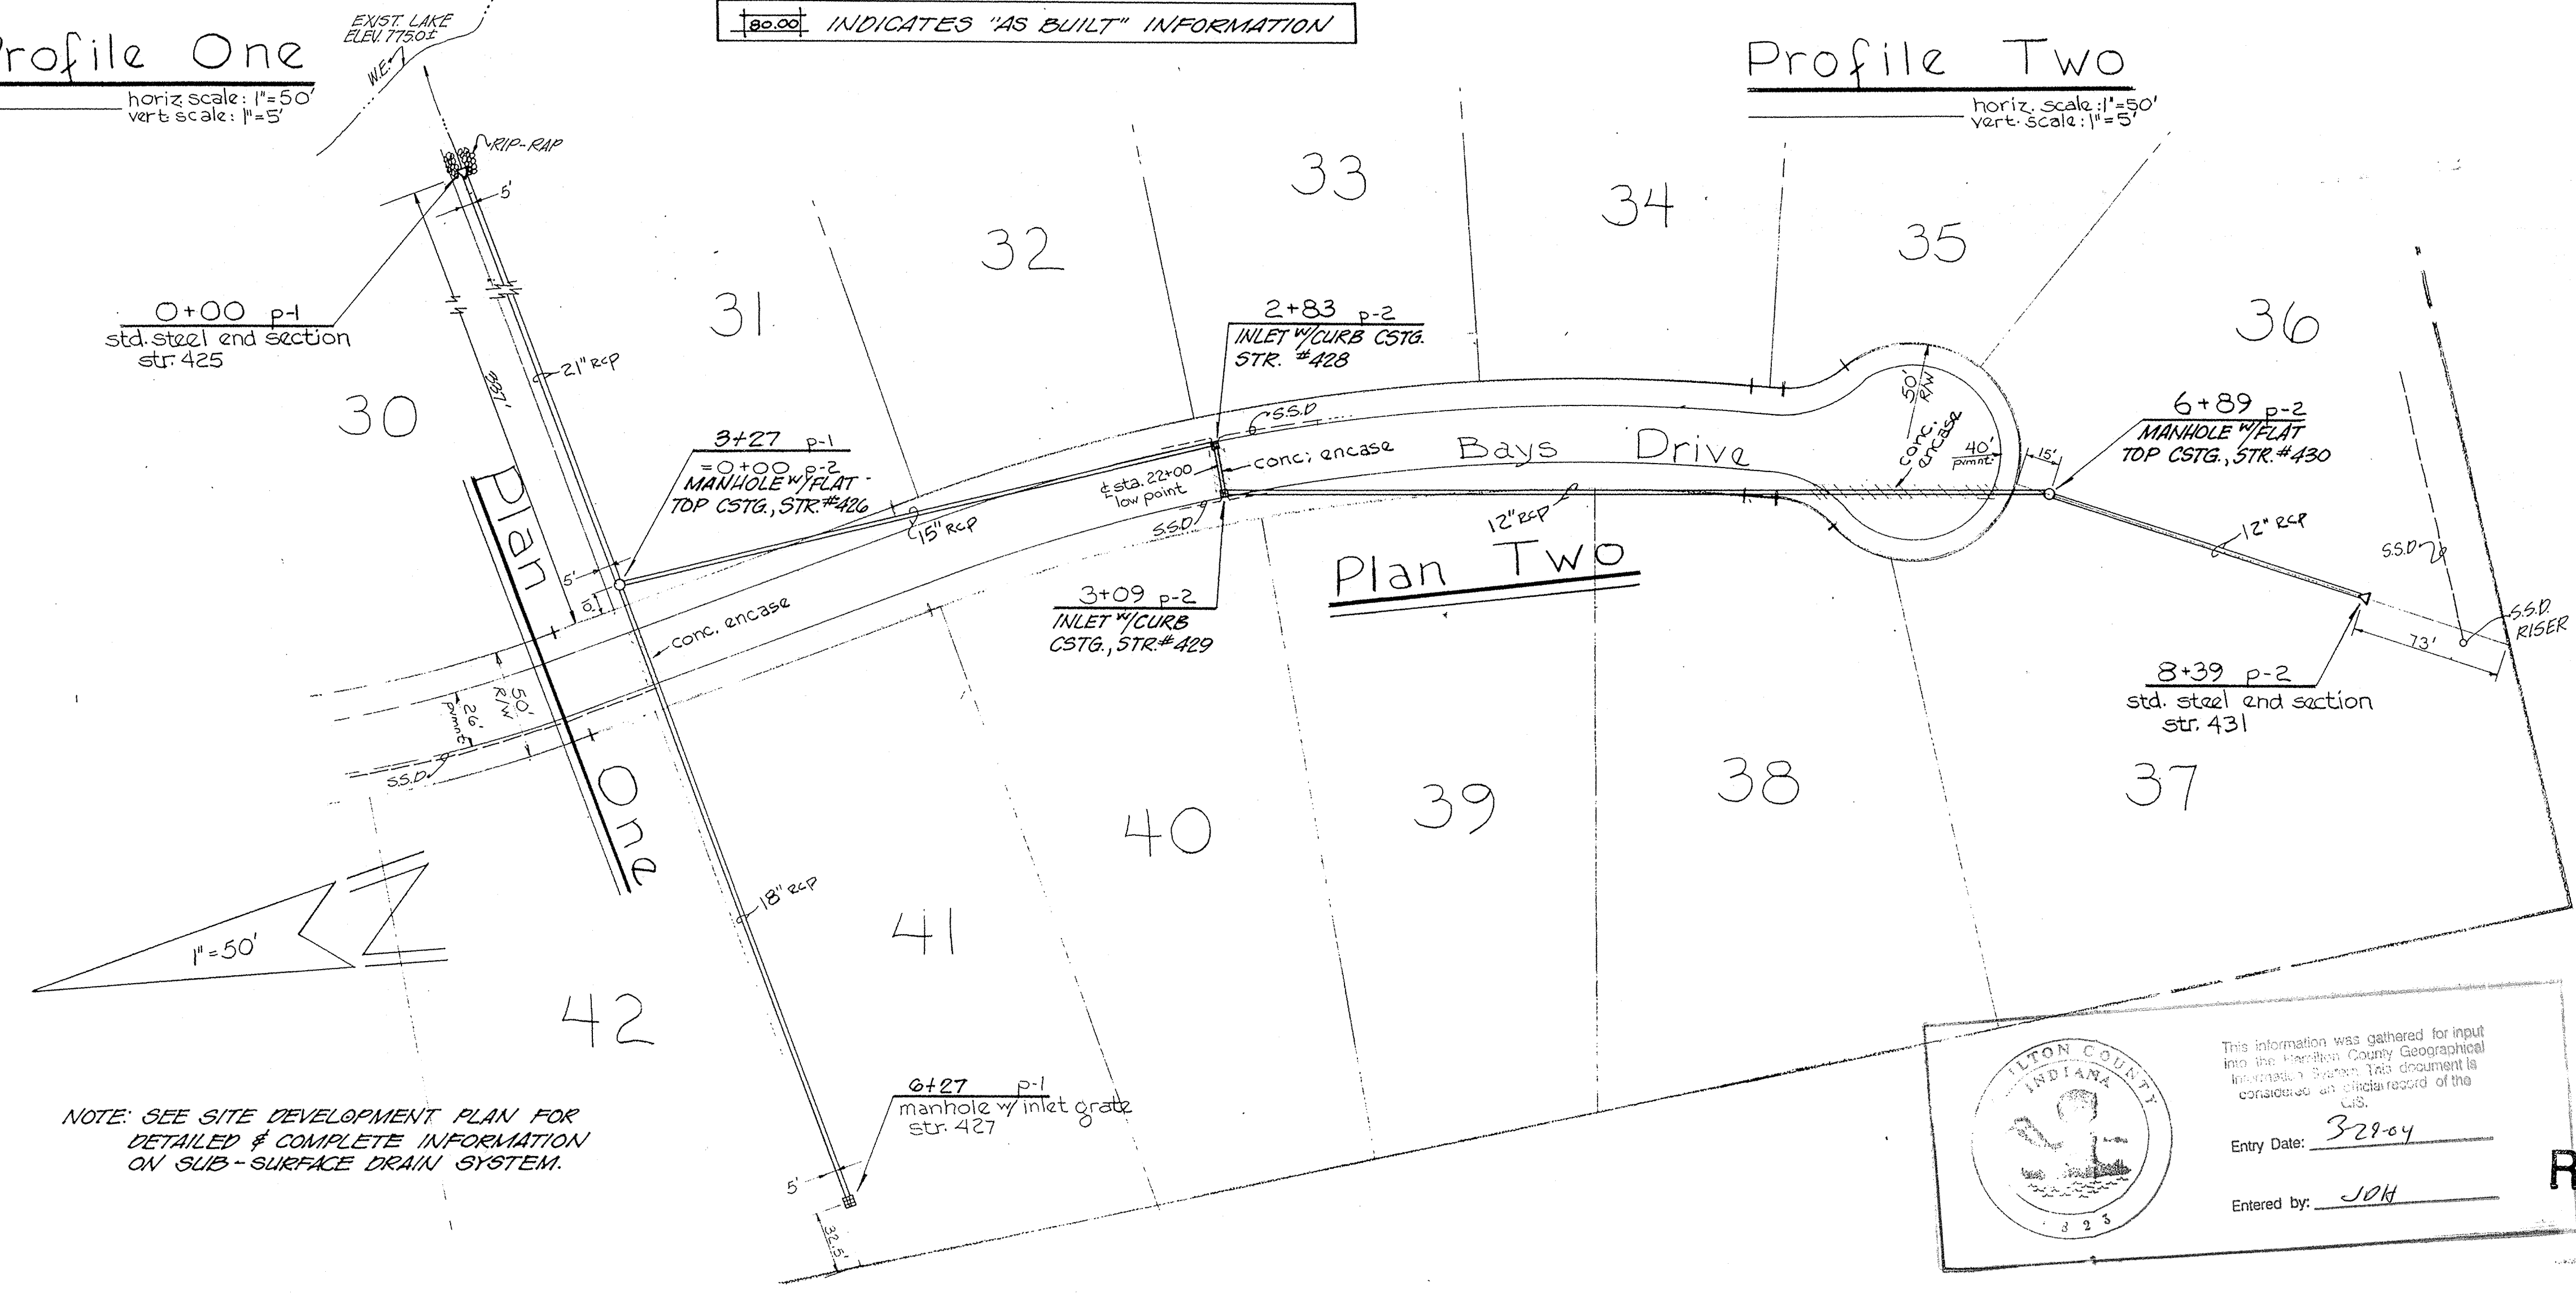 rofile One
horiz. scale: 1"=50'
vert. scale: 1"=5'
EXIST. LAKE
ELEV. 775.0±
W.E.
80.00 INDICATES "AS BUILT" INFORMATION
Profile Two
horiz. scale: 1"=50'
vert. scale: 1"=5'
RIP-RAP
5'
0+00 p-1
std. steel end section
str. 425
21" RCP
30
31
32
33
34
35
36
3+27 p-1
=0+00 p-2
MANHOLE W/FLAT
TOP CSTG., STR.#426
2+83 p-2
INLET W/CURB CSTG.
STR. #428
S.S.D.
conc. encase
Bays Drive
50'
R/W
conc.
encase
40'
pvmnt.
15'
6+89 p-2
MANHOLE W/FLAT
TOP CSTG., STR.#430
¢ sta. 22+00
low point
15" RCP
S.S.D.
12" RCP
12" RCP
S.S.D.
S.S.D.
RISER
73'
Plan Two
Plan One
5'
10'
conc. encase
3+09 p-2
INLET W/CURB
CSTG., STR.#429
8+39 p-2
std. steel end section
str. 431
50'
R/W
26'
pvmnt.
S.S.D.
37
38
39
40
41
42
18" RCP
1"=50'
N
6+27 p-1
manhole w/ inlet grate
str. 427
5'
32.5'
NOTE: SEE SITE DEVELOPMENT PLAN FOR
DETAILED & COMPLETE INFORMATION
ON SUB-SURFACE DRAIN SYSTEM.
ILTON COUNTY
INDIANA
823
This information was gathered for input
into the Hamilton County Geographical
Information System. This document is
considered an official record of the
GIS.
Entry Date: 3-29-04
Entered by: JDH
R